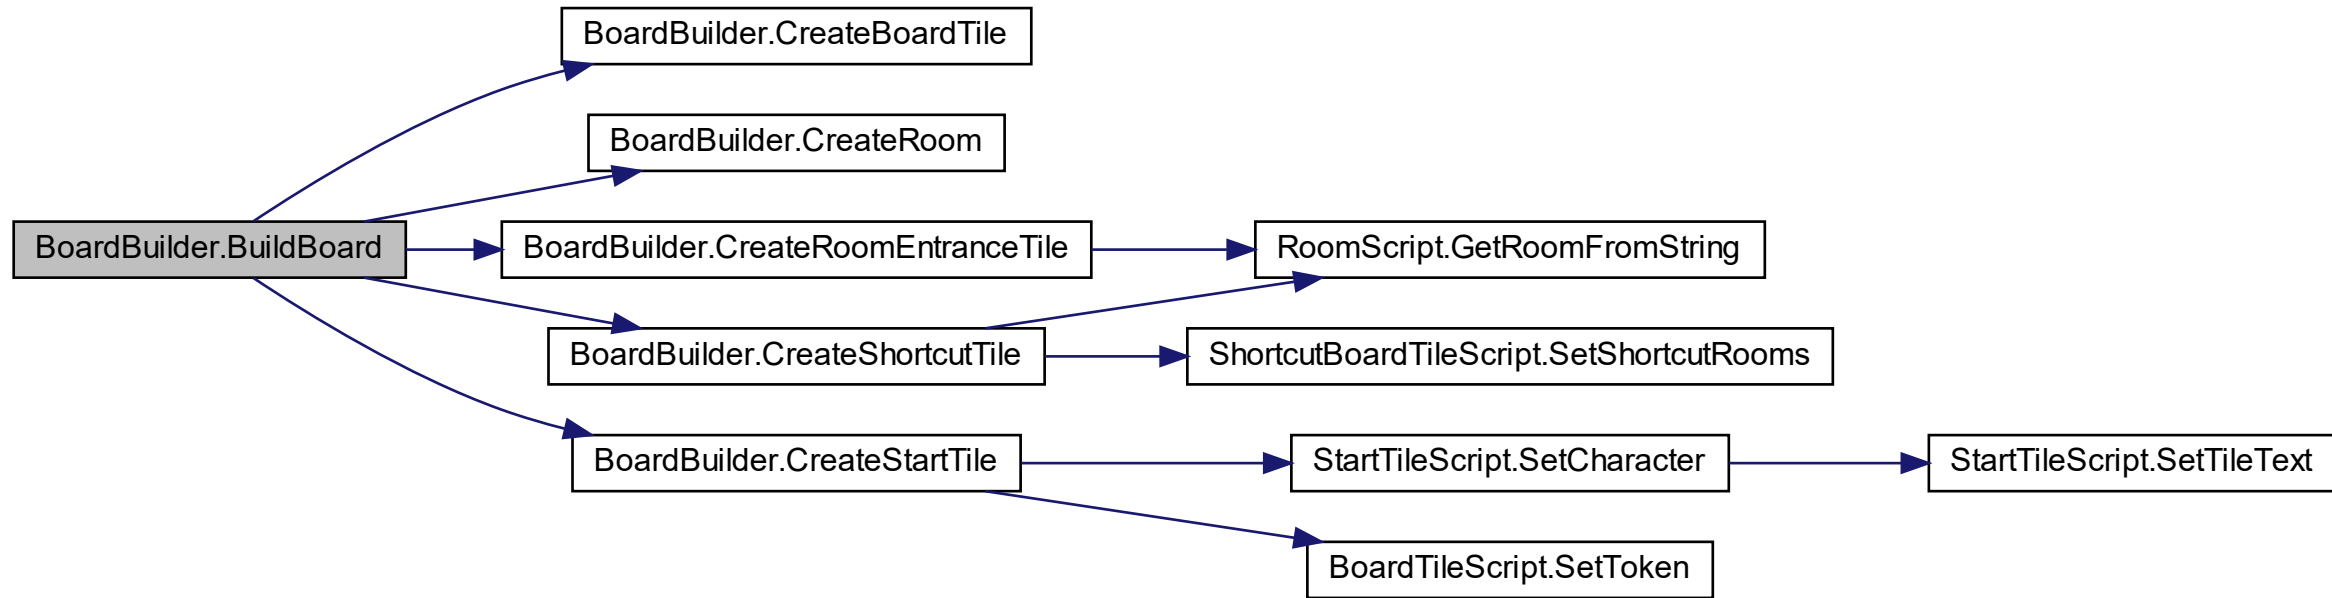 BoardBuilder.CreateBoardTile
BoardBuilder.CreateRoom
BoardBuilder.BuildBoard
BoardBuilder.CreateRoomEntranceTile
RoomScript.GetRoomFromString
BoardBuilder.CreateShortcutTile
ShortcutBoardTileScript.SetShortcutRooms
BoardBuilder.CreateStartTile
StartTileScript.SetCharacter
StartTileScript.SetTileText
BoardTileScript.SetToken